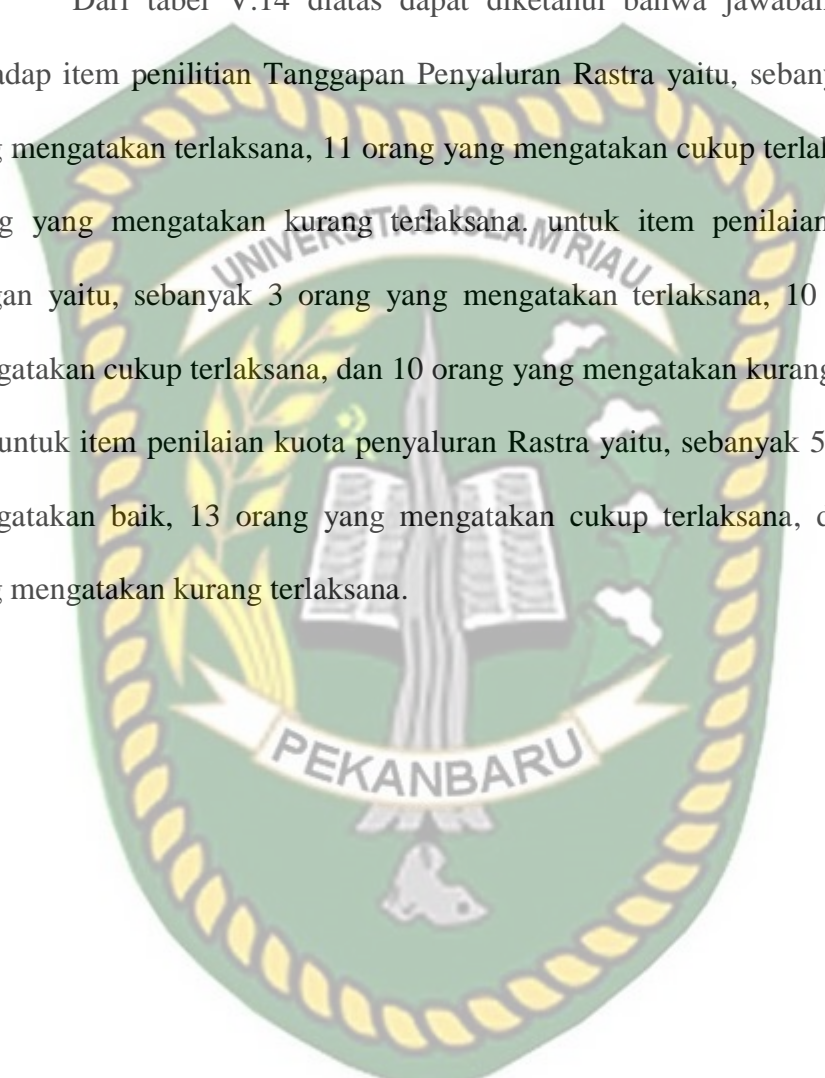 Dari tabel V.14 diatas dapat diketahui bahwa jawaban
adap item penilitian Tanggapan Penyaluran Rastra yaitu, sebany
g mengatakan terlaksana, 11 orang yang mengatakan cukup terlak
g yang mengatakan kurang terlaksana. untuk item penilaian
UNIVERSITAS ISLAM RIAU
gan yaitu, sebanyak 3 orang yang mengatakan terlaksana, 10
gatakan cukup terlaksana, dan 10 orang yang mengatakan kurang
untuk item penilaian kuota penyaluran Rastra yaitu, sebanyak 5
gatakan baik, 13 orang yang mengatakan cukup terlaksana, d
g mengatakan kurang terlaksana.
PEKANBARU